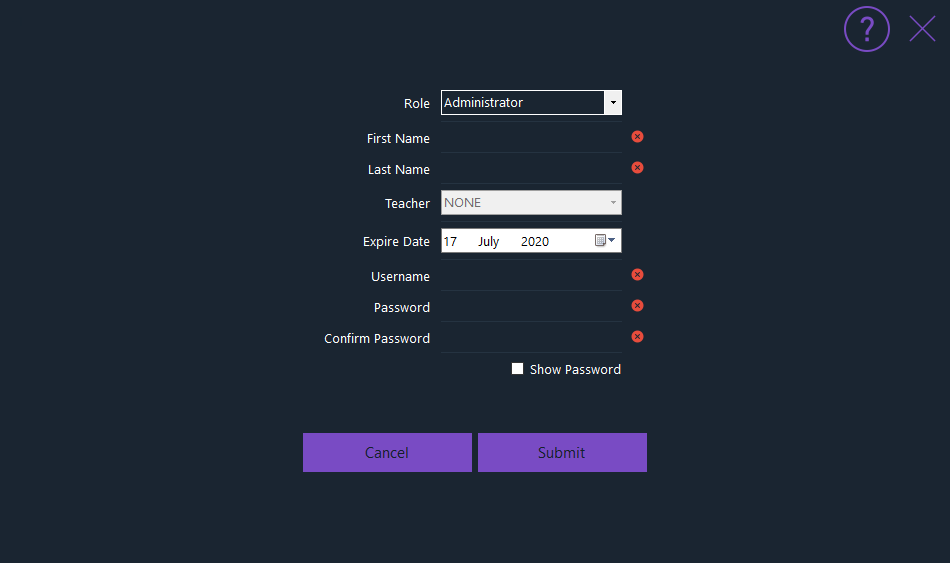 ?
Role Administrator
First Name
Last Name
Teacher NONE
Expire Date 17 July 2020
Username
Password
Confirm Password
Show Password
Cancel Submit